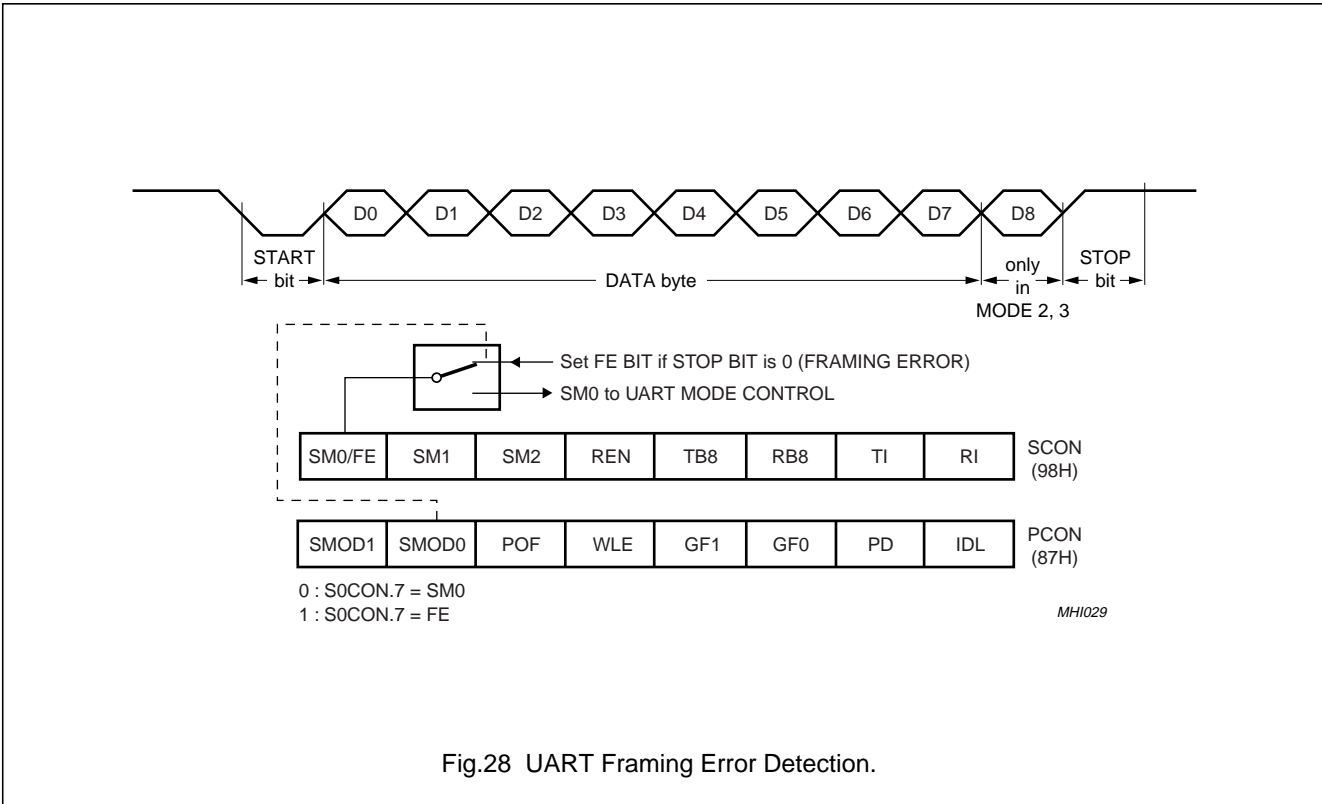 D0 D1 D2 D3 D4 D5 D6 D7 D8
START
bit
DATA byte
only
in
MODE 2, 3
STOP
bit
Set FE BIT if STOP BIT is 0 (FRAMING ERROR)
SM0 to UART MODE CONTROL
SM0/FE SM1 SM2 REN TB8 RB8 TI RI
SCON
(98H)
SMOD1 SMOD0 POF WLE GF1 GF0 PD IDL
PCON
(87H)
0 : S0CON.7 = SM0
1 : S0CON.7 = FE
MHI029
Fig.28 UART Framing Error Detection.